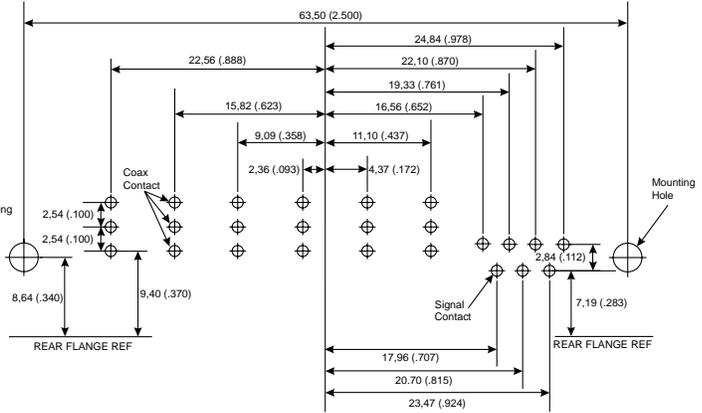 63,50 (2.500)
24,84 (.978)
22,56 (.888)
22,10 (.870)
19,33 (.761)
15,82 (.623)
16,56 (.652)
9,09 (.358)
11,10 (.437)
2,36 (.093)
4,37 (.172)
Coax
Contact
Mounting
Hole
ng
2,54 (.100)
2,54 (.100)
2,84 (.112)
8,64 (.340)
9,40 (.370)
Signal
Contact
7,19 (.283)
REAR FLANGE REF
REAR FLANGE REF
17,96 (.707)
20.70 (.815)
23,47 (.924)